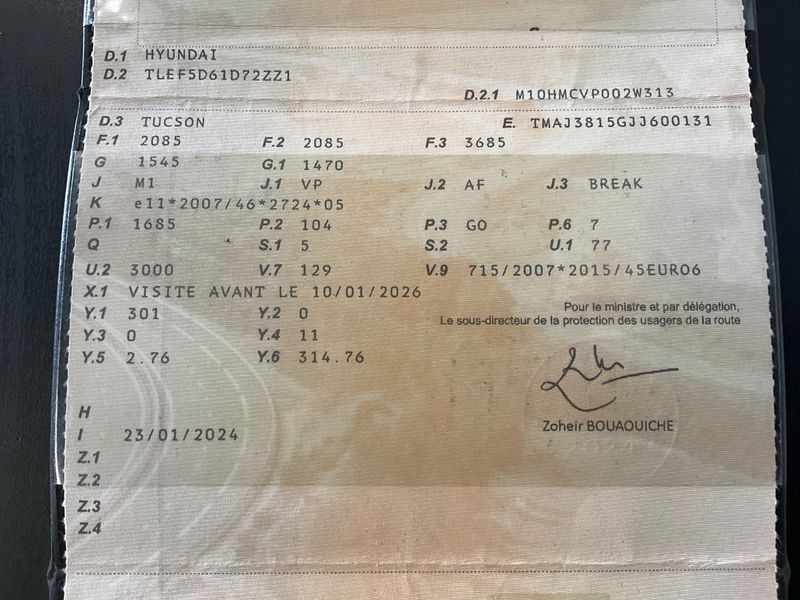 D.1 HYUNDAI
D.2 TLEF5D61D72ZZ1
D.2.1 M10HMCVP002W313
D.3 TUCSON E. TMAJ3815GJJ600131
F.1 2085 F.2 2085 F.3 3685
G 1545 G.1 1470
J M1 J.1 VP J.2 AF J.3 BREAK
K e11*2007/46*2724*05
P.1 1685 P.2 104 P.3 GO P.6 7
Q S.1 5 S.2 U.1 77
U.2 3000 V.7 129 V.9 715/2007*2015/45EURO6
X.1 VISITE AVANT LE 10/01/2026
Pour le ministre et par délégation,
Le sous-directeur de la protection des usagers de la route
Y.1 301 Y.2 0
Y.3 0 Y.4 11
Y.5 2.76 Y.6 314.76
Zoheir BOUAOUICHE
H
I 23/01/2024
Z.1
Z.2
Z.3
Z.4